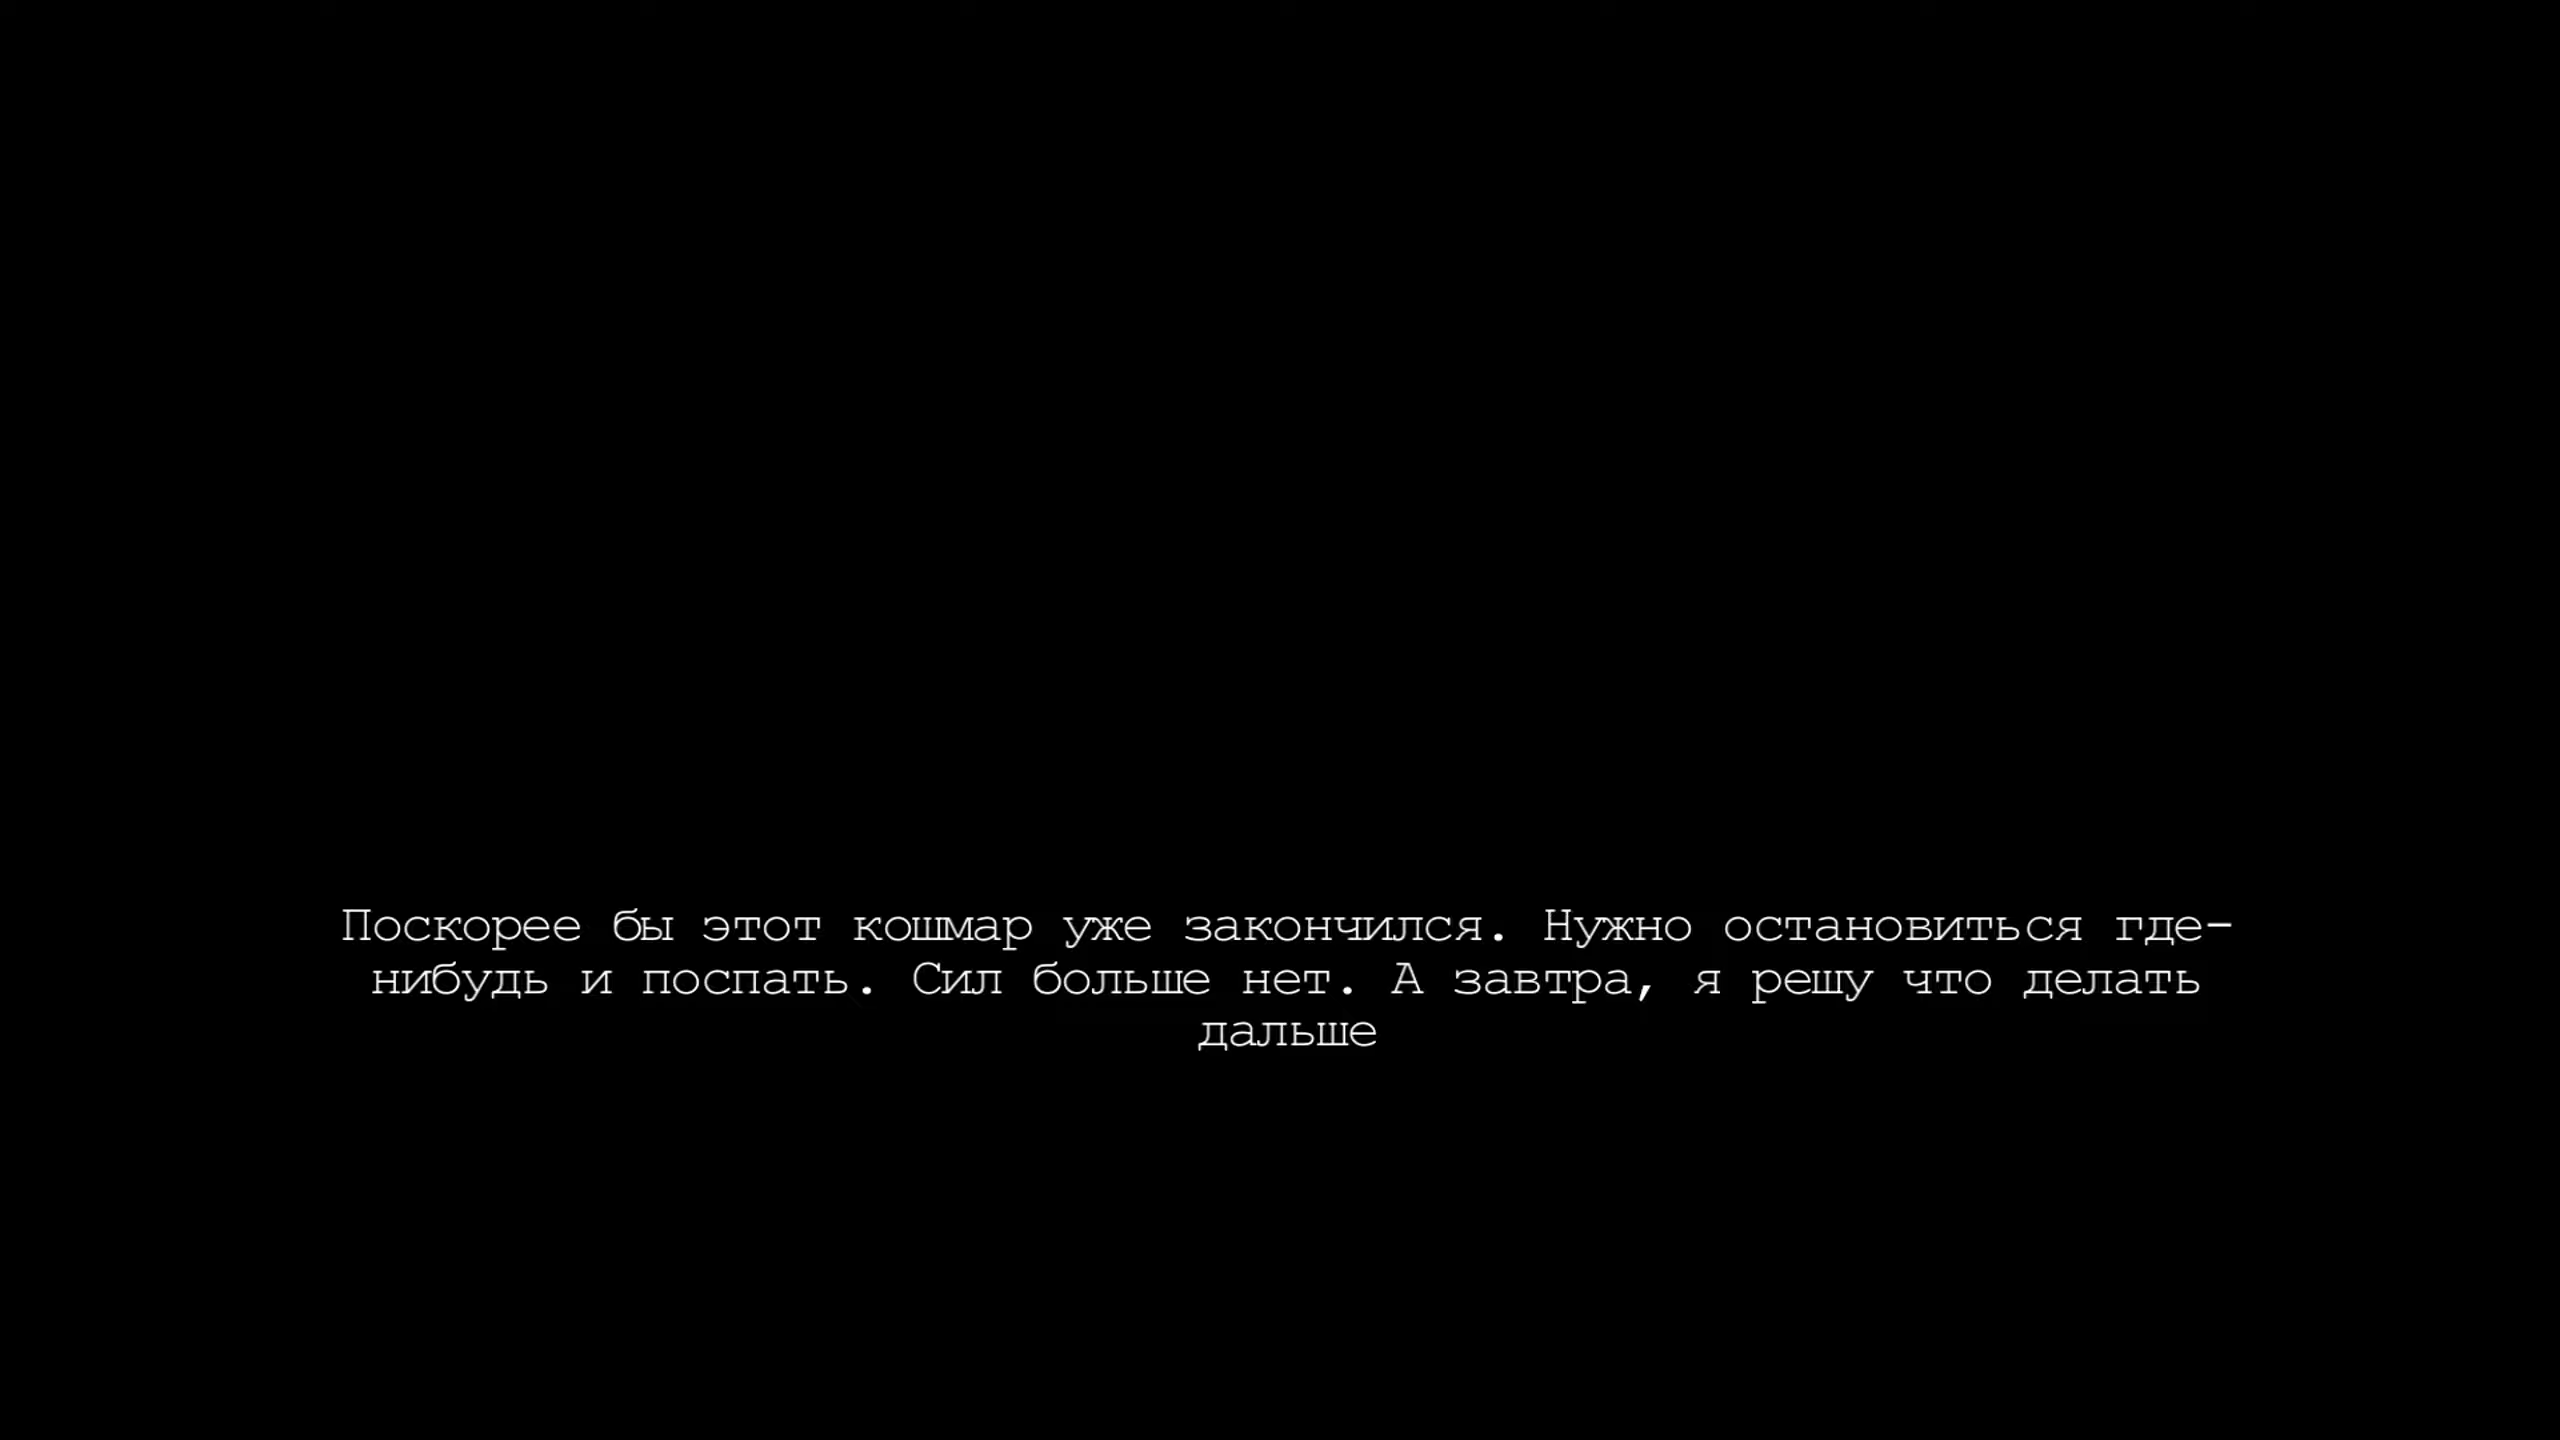 Поскорее бы этот кошмар уже закончился. Нужно остановиться где-
нибудь и поспать. Сил больше нет. А завтра, я решу что делать
дальше